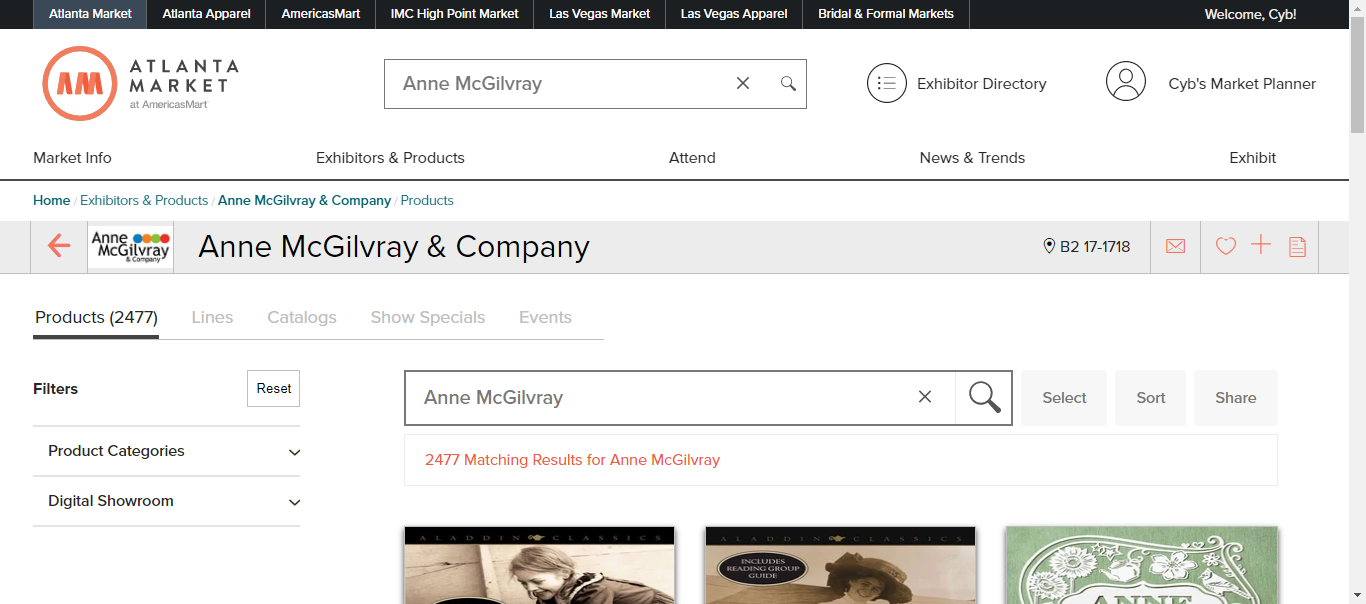 Atlanta Market Atlanta Apparel AmericasMart IMC High Point Market Las Vegas Market Las Vegas Apparel Bridal & Formal Markets Welcome, Cyb!
AM ATLANTA
MARKET
at AmericasMart
Anne McGilvray
Exhibitor Directory
Cyb's Market Planner
Market Info Exhibitors & Products Attend News & Trends Exhibit
Home / Exhibitors & Products / Anne McGilvray & Company / Products
Anne
McGilvray
& Company
Anne McGilvray & Company
B2 17-1718
Products (2477) Lines Catalogs Show Specials Events
Filters
Reset
Anne McGilvray
Select Sort Share
Product Categories
2477 Matching Results for Anne McGilvray
Digital Showroom
ALADDIN CLASSICS
ALADDIN CLASSICS
INCLUDES
READING GROUP
GUIDE
ANNE